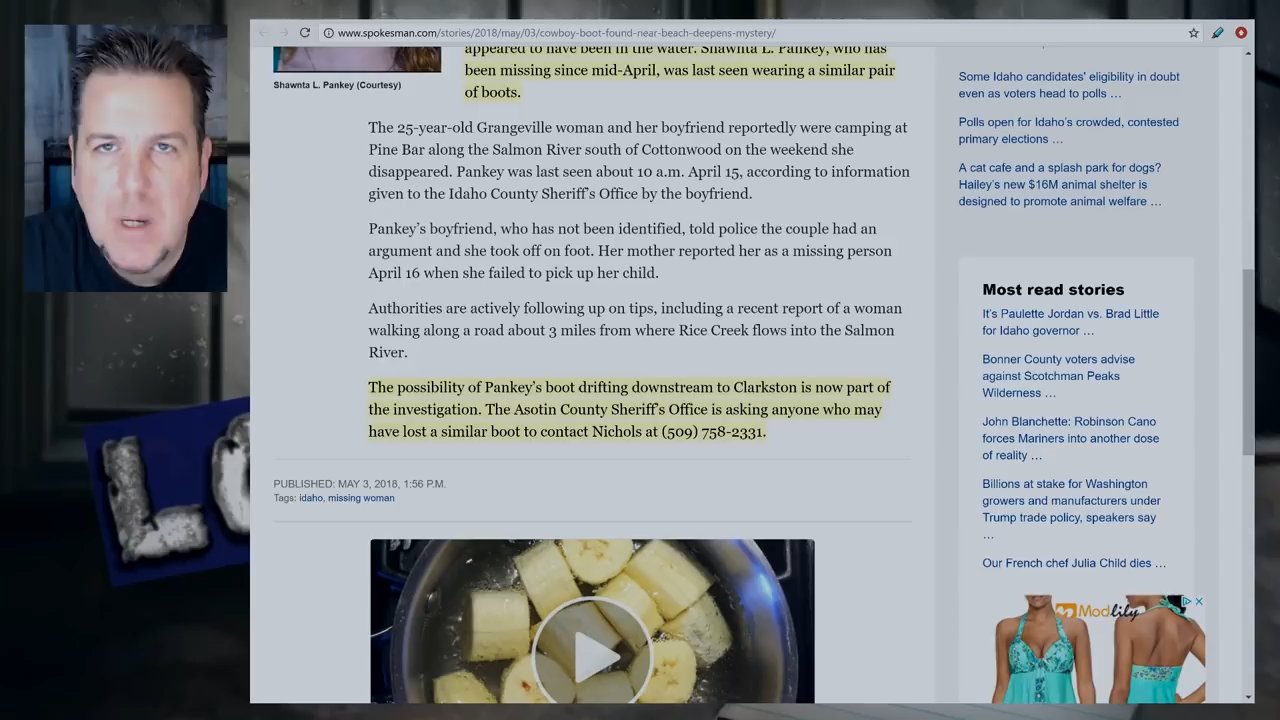 www.spokesman.com/stories/2018/may/03/cowboy-boot-found-near-beach-deepens-mystery/
appeared to have been in the water. Shawnta L. Pankey, who has
been missing since mid-April, was last seen wearing a similar pair
of boots.
Shawnta L. Pankey (Courtesy)
The 25-year-old Grangeville woman and her boyfriend reportedly were camping at
Pine Bar along the Salmon River south of Cottonwood on the weekend she
disappeared. Pankey was last seen about 10 a.m. April 15, according to information
given to the Idaho County Sheriff's Office by the boyfriend.
Pankey's boyfriend, who has not been identified, told police the couple had an
argument and she took off on foot. Her mother reported her as a missing person
April 16 when she failed to pick up her child.
Authorities are actively following up on tips, including a recent report of a woman
walking along a road about 3 miles from where Rice Creek flows into the Salmon
River.
The possibility of Pankey's boot drifting downstream to Clarkston is now part of
the investigation. The Asotin County Sheriff's Office is asking anyone who may
have lost a similar boot to contact Nichols at (509) 758-2331.
PUBLISHED: MAY 3, 2018, 1:56 P.M.
Tags: idaho, missing woman
Some Idaho candidates' eligibility in doubt
even as voters head to polls ...
Polls open for Idaho's crowded, contested
primary elections ...
A cat cafe and a splash park for dogs?
Hailey's new $16M animal shelter is
designed to promote animal welfare ...
Most read stories
It's Paulette Jordan vs. Brad Little
for Idaho governor ...
Bonner County voters advise
against Scotchman Peaks
Wilderness ...
John Blanchette: Robinson Cano
forces Mariners into another dose
of reality ...
Billions at stake for Washington
growers and manufacturers under
Trump trade policy, speakers say
...
Our French chef Julia Child dies ...
Modlily
LO